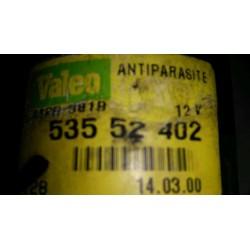 Valeo ANTIPARASITE
12 V
535 52 402
14.03.00